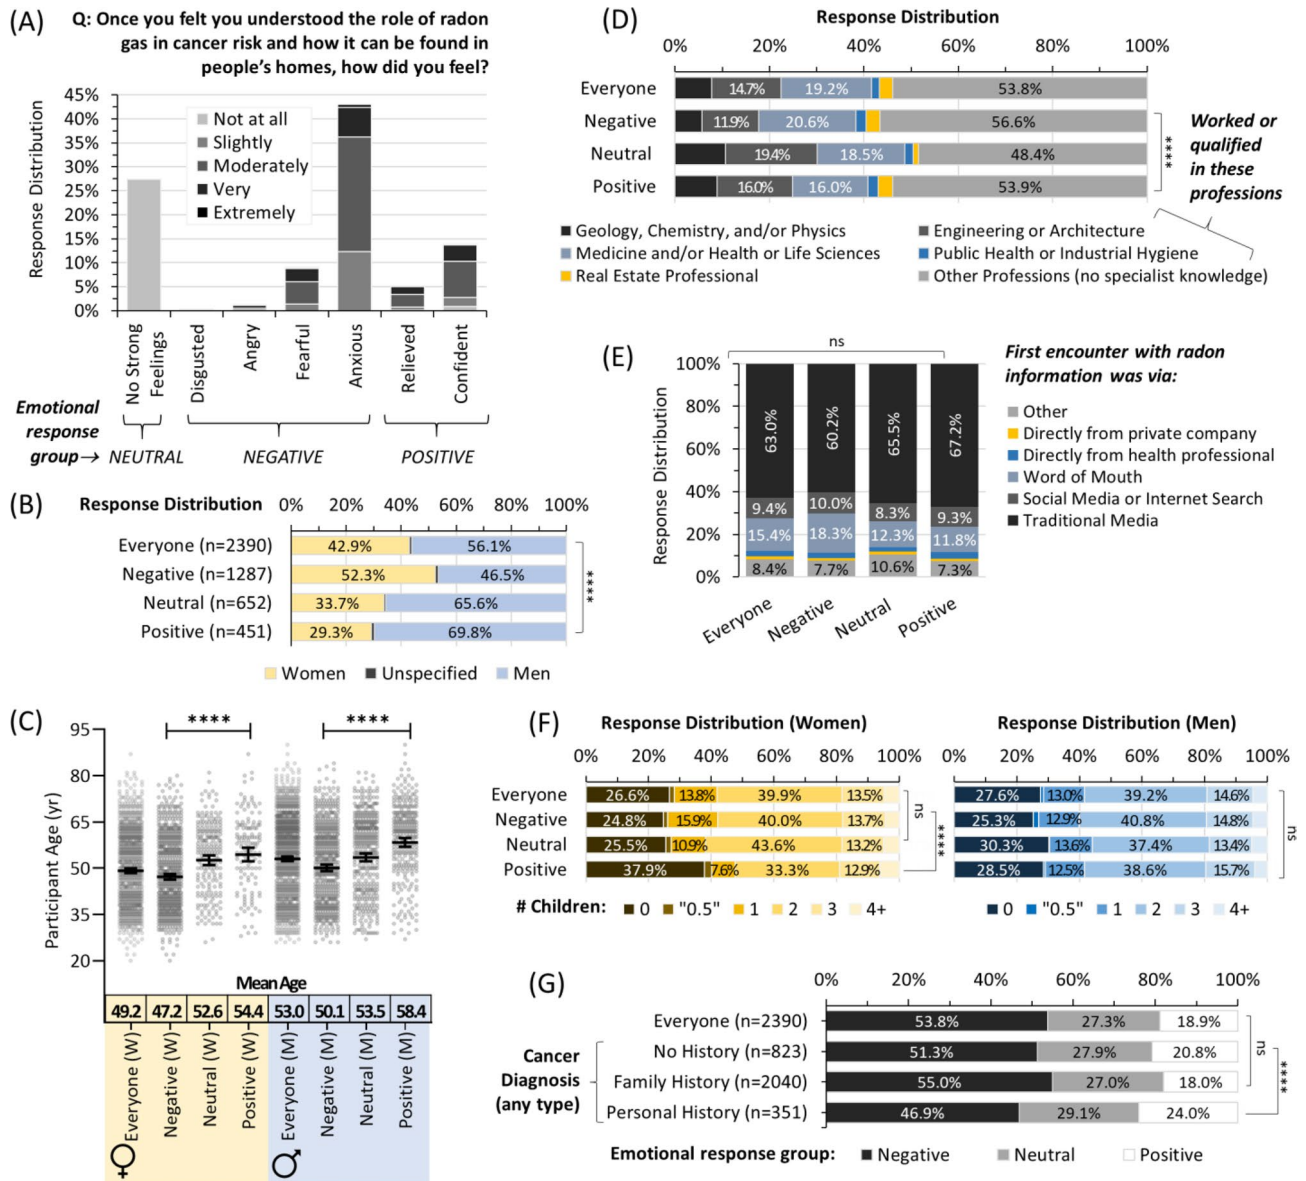 (A) Q: Once you felt you understood the role of radon
gas in cancer risk and how it can be found in
people's homes, how did you feel?
Response Distribution
45%
40%
35%
30%
25%
20%
15%
10%
5%
0%
Not at all
Slightly
Moderately
Very
Extremely
No Strong
Feelings
Disgusted
Angry
Fearful
Anxious
Relieved
Confident
Emotional
response
group→
NEUTRAL NEGATIVE POSITIVE
(B)
Response Distribution 0% 20% 40% 60% 80% 100%
Everyone (n=2390) 42.9% 56.1%
Negative (n=1287) 52.3% 46.5%
Neutral (n=652) 33.7% 65.6%
Positive (n=451) 29.3% 69.8%
****
Women Unspecified Men
(C)
**** ****
Participant Age (yr)
95
80
65
50
35
20
Mean Age
49.2 47.2 52.6 54.4 53.0 50.1 53.5 58.4
Everyone (W)
Negative (W)
Neutral (W)
Positive (W)
Everyone (M)
Negative (M)
Neutral (M)
Positive (M)
♀ ♂
(D)
Response Distribution
0% 20% 40% 60% 80% 100%
Everyone 14.7% 19.2% 53.8%
Negative 11.9% 20.6% 56.6%
Neutral 19.4% 18.5% 48.4%
Positive 16.0% 16.0% 53.9%
****
Worked or
qualified
in these
professions
Geology, Chemistry, and/or Physics Engineering or Architecture
Medicine and/or Health or Life Sciences Public Health or Industrial Hygiene
Real Estate Professional Other Professions (no specialist knowledge)
(E)
ns
Response Distribution
100%
80%
60%
40%
20%
0%
63.0% 60.2% 65.5% 67.2%
9.4% 10.0% 8.3% 9.3%
15.4% 18.3% 12.3% 11.8%
8.4% 7.7% 10.6% 7.3%
Everyone Negative Neutral Positive
First encounter with radon
information was via:
Other
Directly from private company
Directly from health professional
Word of Mouth
Social Media or Internet Search
Traditional Media
(F)
Response Distribution (Women)
0% 20% 40% 60% 80% 100%
Everyone 26.6% 13.8% 39.9% 13.5%
Negative 24.8% 15.9% 40.0% 13.7%
Neutral 25.5% 10.9% 43.6% 13.2%
Positive 37.9% 7.6% 33.3% 12.9%
ns
****
# Children: 0 "0.5" 1 2 3 4+
Response Distribution (Men)
0% 20% 40% 60% 80% 100%
27.6% 13.0% 39.2% 14.6%
25.3% 12.9% 40.8% 14.8%
30.3% 13.6% 37.4% 13.4%
28.5% 12.5% 38.6% 15.7%
ns
0 "0.5" 1 2 3 4+
(G)
0% 20% 40% 60% 80% 100%
Everyone (n=2390) 53.8% 27.3% 18.9%
Cancer
Diagnosis
(any type)
No History (n=823) 51.3% 27.9% 20.8%
Family History (n=2040) 55.0% 27.0% 18.0%
Personal History (n=351) 46.9% 29.1% 24.0%
ns
****
Emotional response group: Negative Neutral Positive